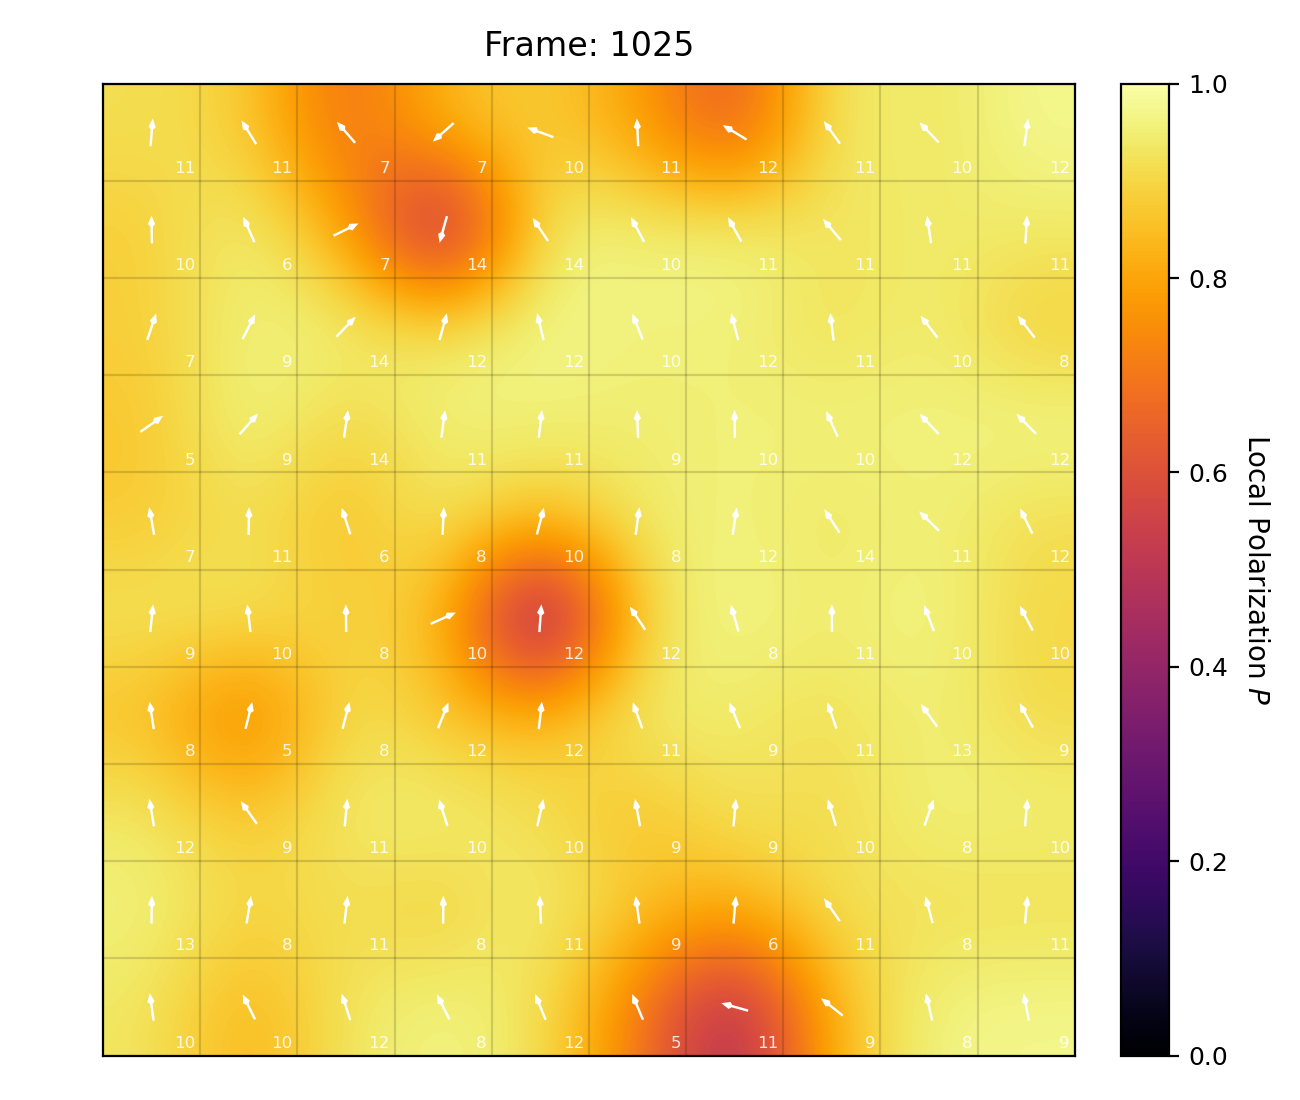 Frame: 1025
11 11 7 7 10 11 12 11 10 12
10 6 7 14 14 10 11 11 11 11
7 9 14 12 12 10 12 11 10 8
5 9 14 11 11 9 10 10 12 12
7 11 6 8 10 8 12 14 11 12
9 10 8 10 12 12 8 11 10 10
8 5 8 12 12 11 9 11 13 9
12 9 11 10 10 9 9 10 8 10
13 8 11 8 11 9 6 11 8 11
10 10 12 8 12 5 11 9 8 9
1.0
0.8
0.6
0.4
0.2
0.0
Local Polarization P